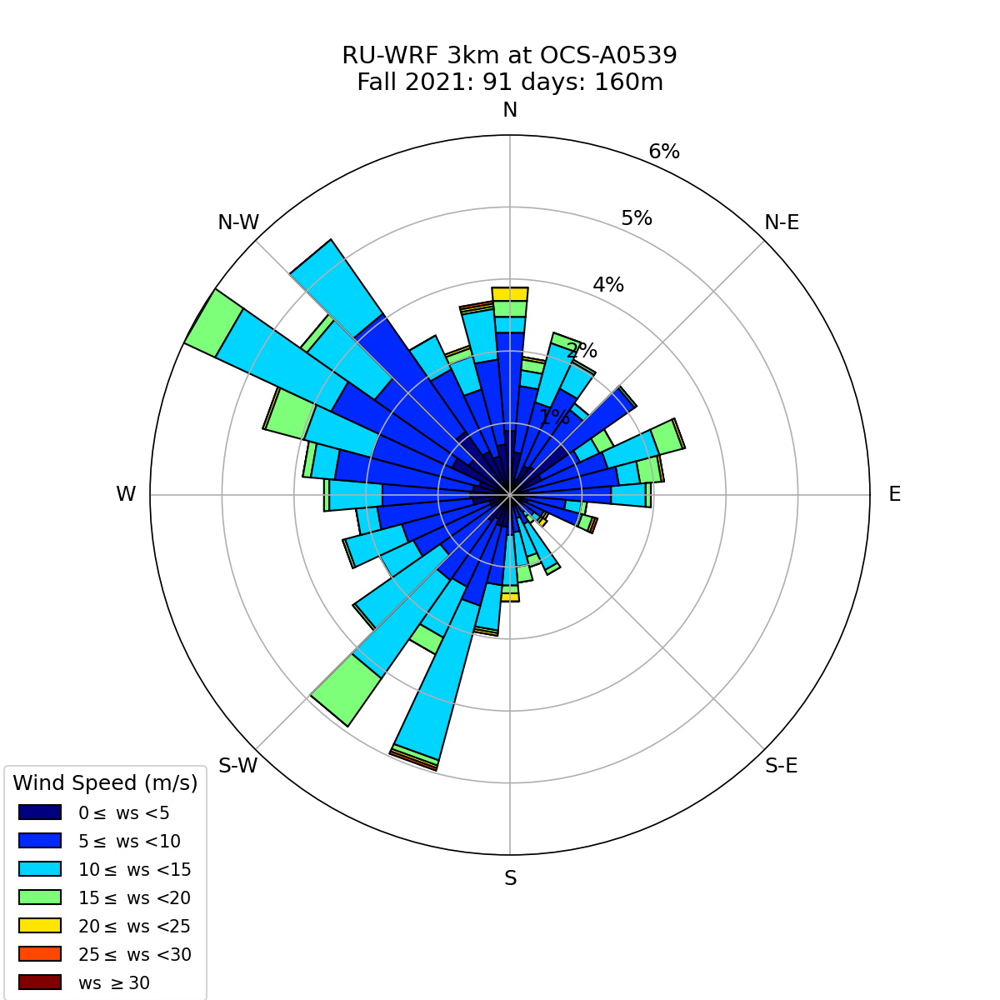 RU-WRF 3km at OCS-A0539
Fall 2021: 91 days: 160m
N
6%
N-W
5%
N-E
4%
2%
1%
W
E
S-W
S-E
S
Wind Speed (m/s)
0≤ ws <5
5≤ ws <10
10≤ ws <15
15≤ ws <20
20≤ ws <25
25≤ ws <30
ws ≥30